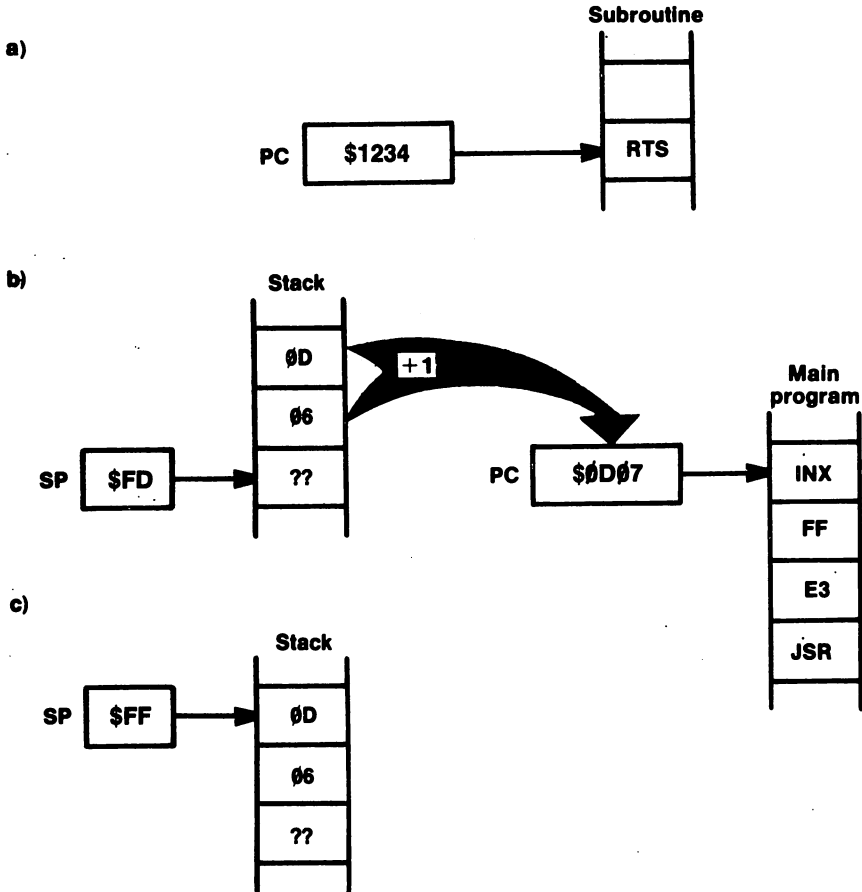 Subroutine
a)
PC $1234 RTS
b)
Stack
ØD
+1
Main
program
Ø6
SP $FD ??
PC $ØDØ7 INX
FF
E3
JSR
c)
Stack
SP $FF ØD
Ø6
??